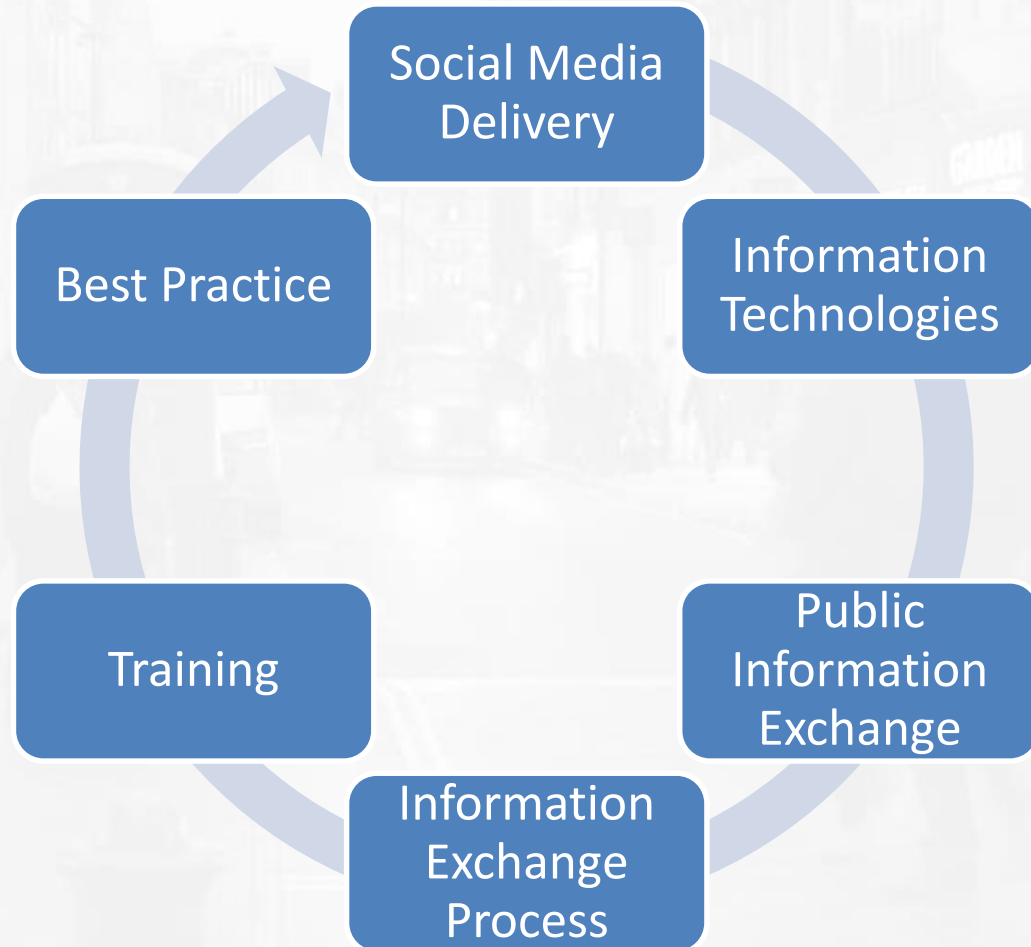 Social Media
Delivery
Information
Technologies
Public
Information
Exchange
Information
Exchange
Process
Training
Best Practice